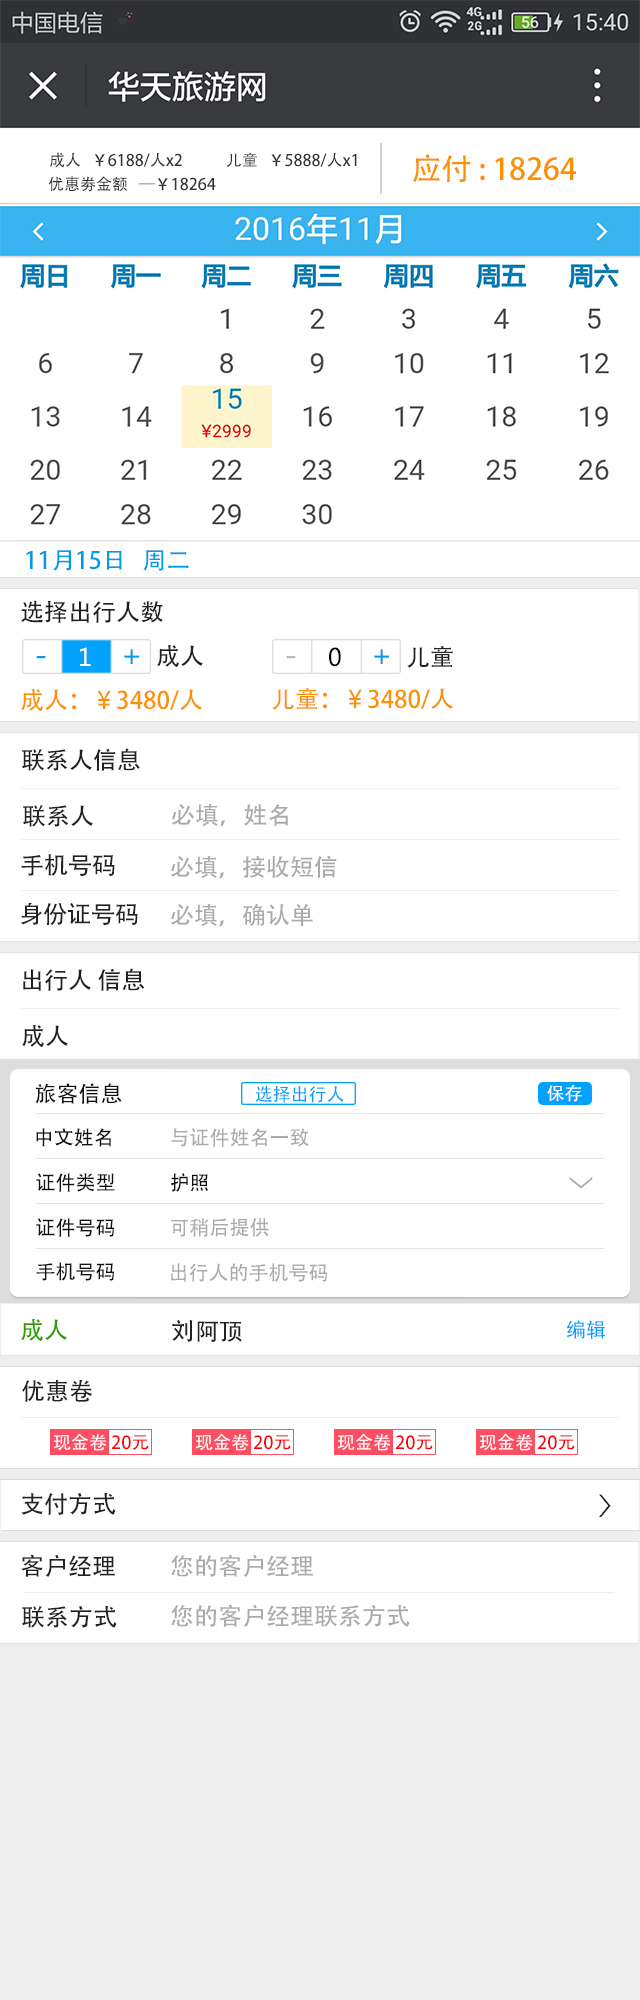 中国电信 4G 2G 56 15:40
华天旅游网
成人 ¥6188/人x2 儿童 ¥5888/人x1
优惠券金额 —¥18264
应付：18264
2016年11月
周日 周一 周二 周三 周四 周五 周六
1 2 3 4 5
6 7 8 9 10 11 12
13 14 15 16 17 18 19
¥2999
20 21 22 23 24 25 26
27 28 29 30
11月15日 周二
选择出行人数
- 1 + 成人 - 0 + 儿童
成人：¥3480/人 儿童：¥3480/人
联系人信息
联系人 必填，姓名
手机号码 必填，接收短信
身份证号码 必填，确认单
出行人 信息
成人
旅客信息 选择出行人 保存
中文姓名 与证件姓名一致
证件类型 护照
证件号码 可稍后提供
手机号码 出行人的手机号码
成人 刘阿顶 编辑
优惠卷
现金卷 20元 现金卷 20元 现金卷 20元 现金卷 20元
支付方式
客户经理 您的客户经理
联系方式 您的客户经理联系方式